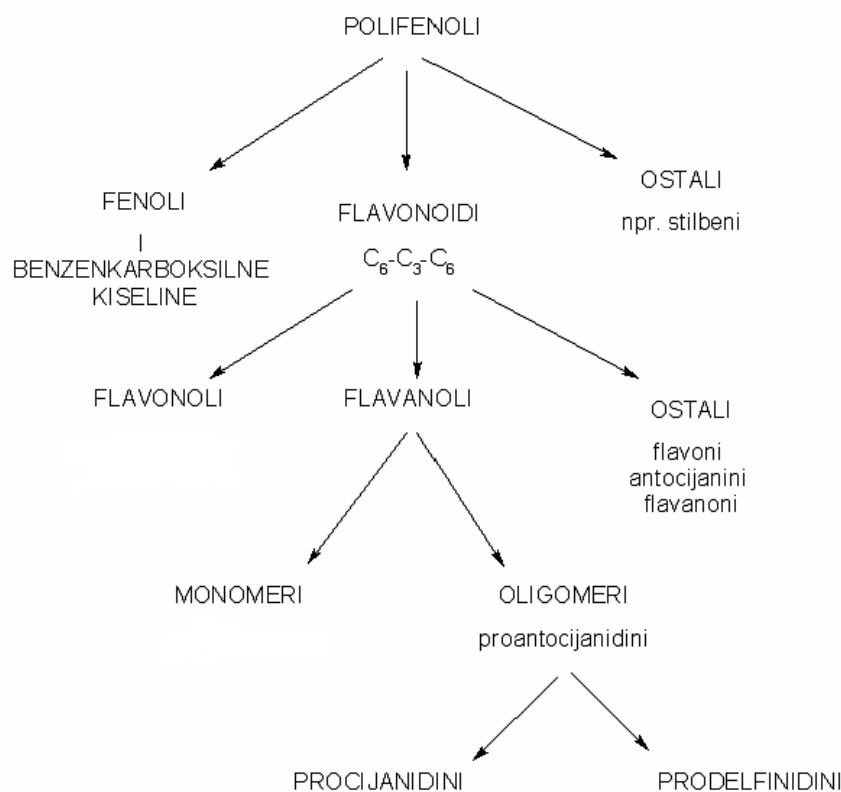 POLIFENOLI
FENOLI
|
BENZENKARBOKSILNE
KISELINE
FLAVONOIDI
C₆-C₃-C₆
OSTALI
npr. stilbeni
FLAVONOLI
FLAVANOLI
OSTALI
flavoni
antocijanini
flavanoni
MONOMERI
OLIGOMERI
proantocijanidini
PROCIJANIDINI
PRODELFINIDINI